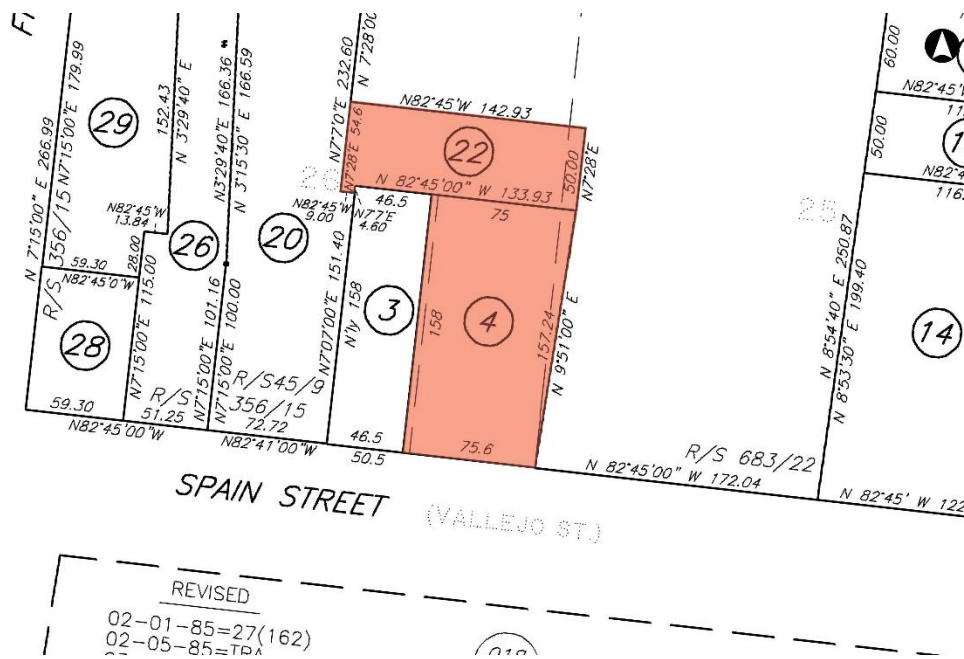 N 7°15'00" E 266.99
356/15 N7°15'00"E 179.99
R/S
29
152.43
N 3°29'40" E
N3°29'40"E 166.36
N 3°15'30" E 166.59
N7°7'0"E 232.60
N 7°28'00
N82°45'W 142.93
N7°28'E 54.6
22
50.00
N7°28'E
N 82°45'00" W 133.93
26
46.5
75
N77'E
4.60
N82°45'W
9.00
N82°45'W
13.84
28.00
26
20
59.30
N82°45'0"W
28
N7°15'00"E 115.00
N7°15'00"E 101.16
N7°15'00"E 100.00
N7°07'00"E 151.40
N'ly 158
3
158
4
157.24
N 9°51'00" E
25
60.00
50.00
N82°45'W
116.
N 8°54'40" E 250.87
N 8°53'30" E 199.40
14
R/S
R/S45/9
356/15
59.30
51.25
72.72
46.5
75.6
N82°45'00"W
N82°41'00"W
50.5
R/S 683/22
N 82°45'00" W 172.04
N 82°45' W 122
SPAIN STREET
(VALLEJO ST.)
REVISED
02-01-85=27(162)
02-05-85=TRA
018